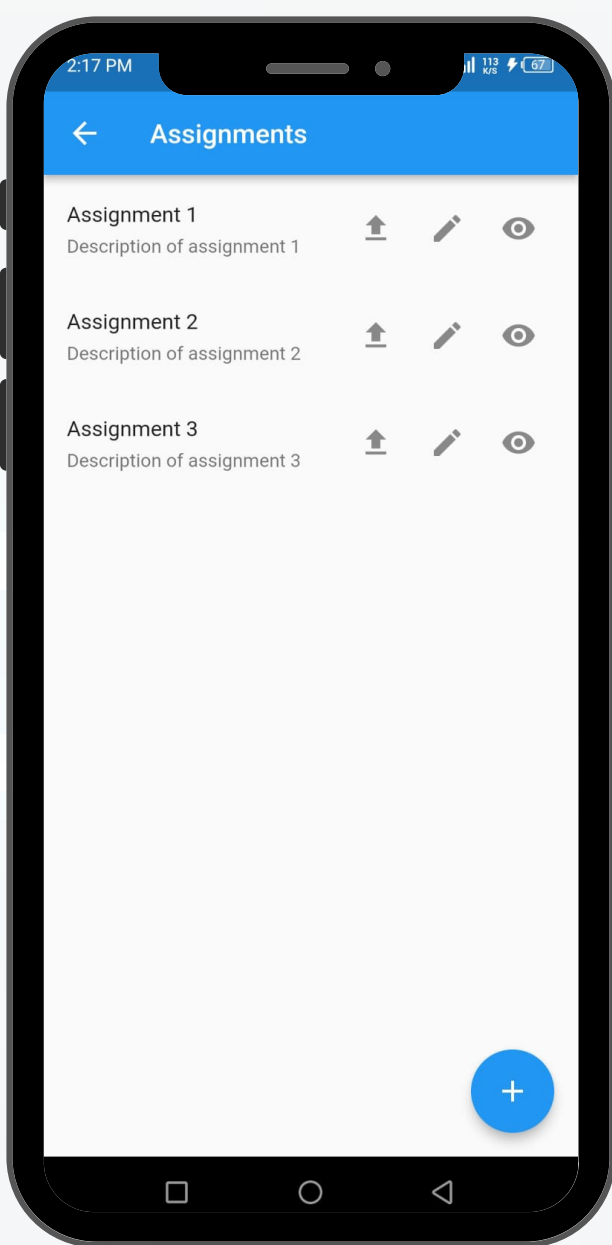 2:17 PM
113
K/S
67
Assignments
Assignment 1
Description of assignment 1
Assignment 2
Description of assignment 2
Assignment 3
Description of assignment 3